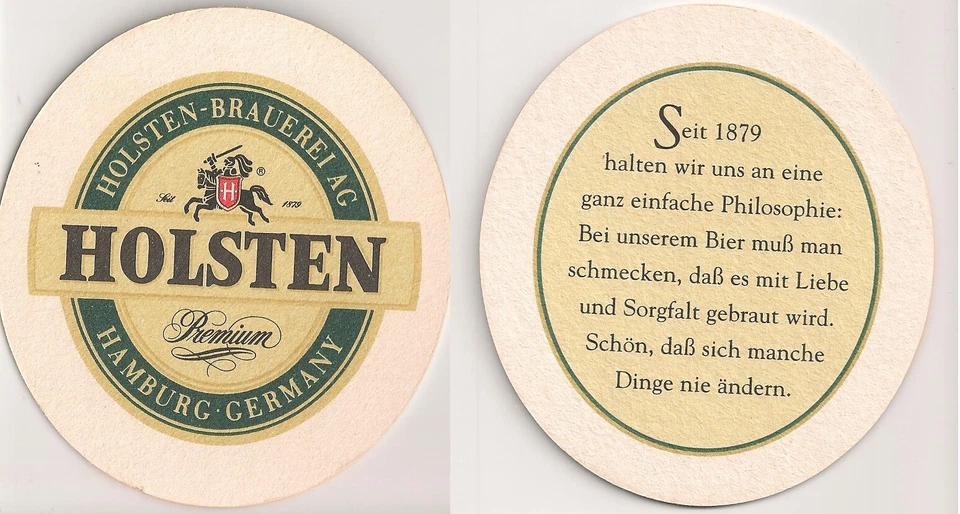 HOLSTEN-BRAUEREI AG
®
H
Seit 1879
HOLSTEN
Premium
HAMBURG·GERMANY
Seit 1879
halten wir uns an eine
ganz einfache Philosophie:
Bei unserem Bier muß man
schmecken, daß es mit Liebe
und Sorgfalt gebraut wird.
Schön, daß sich manche
Dinge nie ändern.